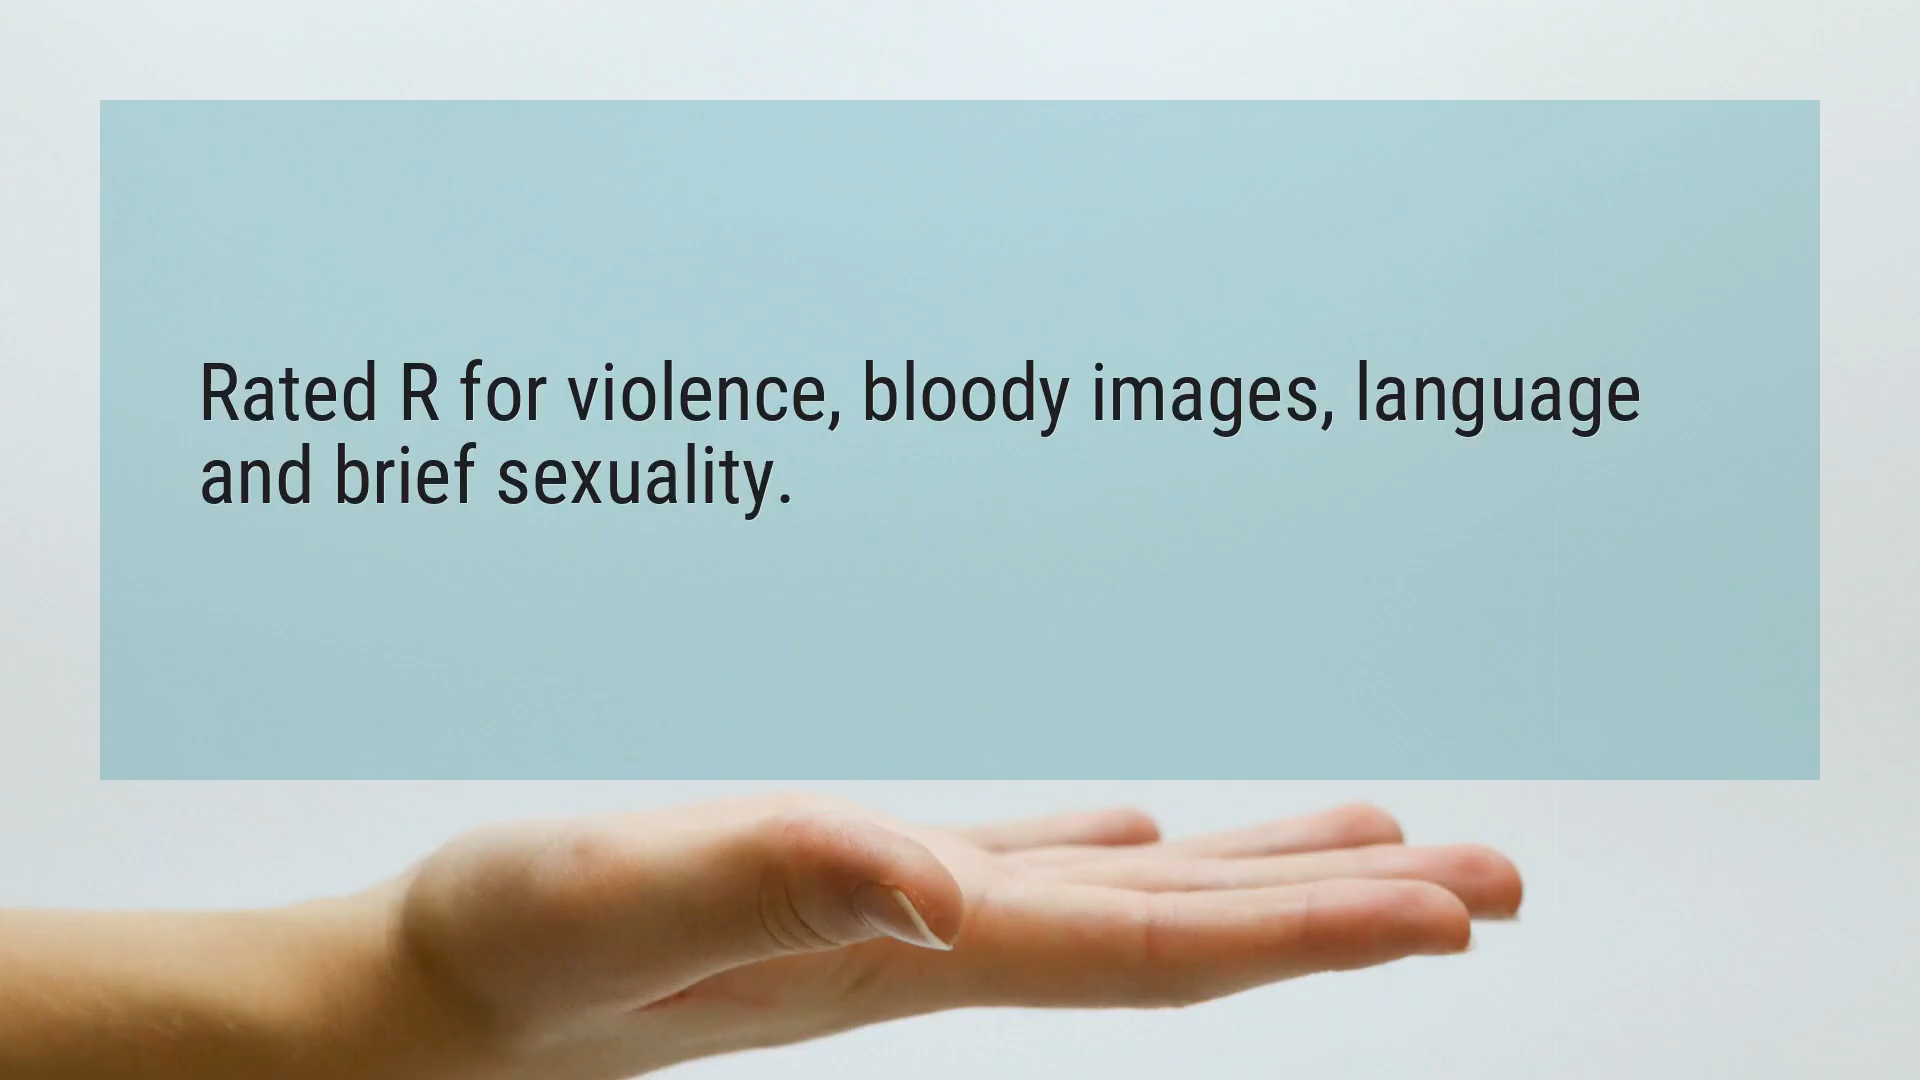 Rated R for violence, bloody images, language
and brief sexuality.